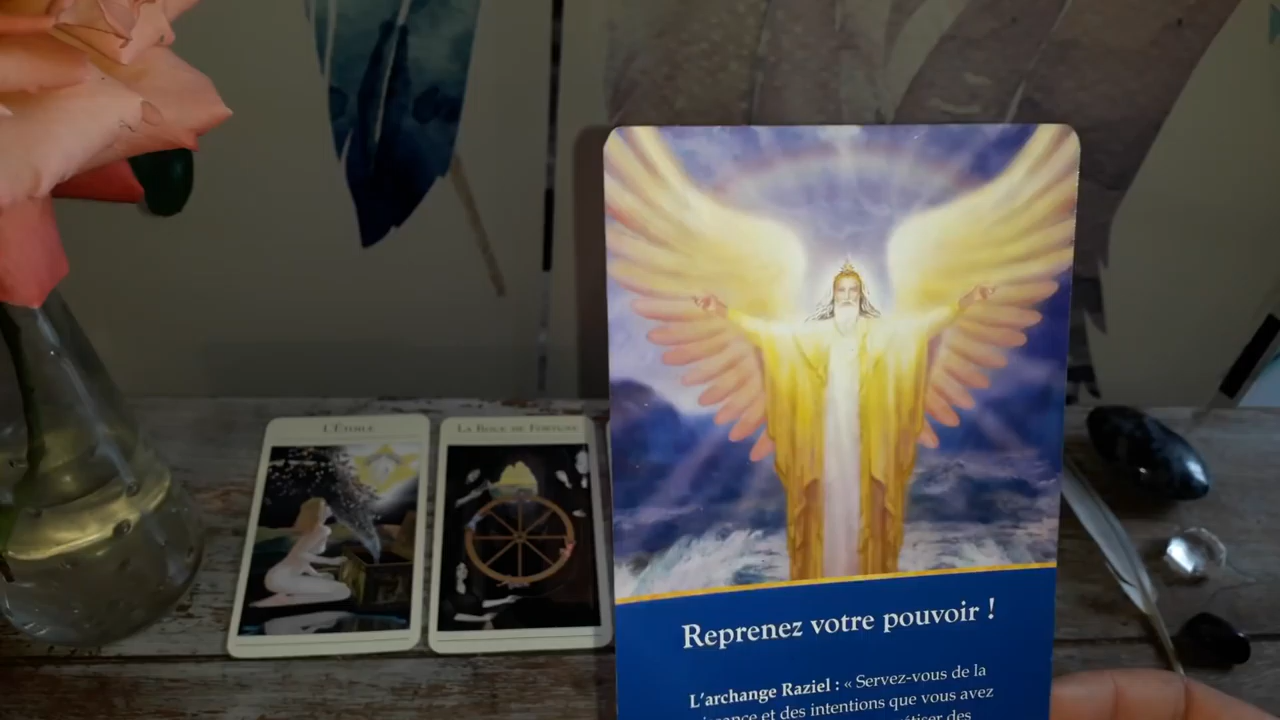 L'ÉTOILE
LA ROUE DE FORTUNE
Reprenez votre pouvoir !
L'archange Raziel : « Servez-vous de la
et des intentions que vous avez
des